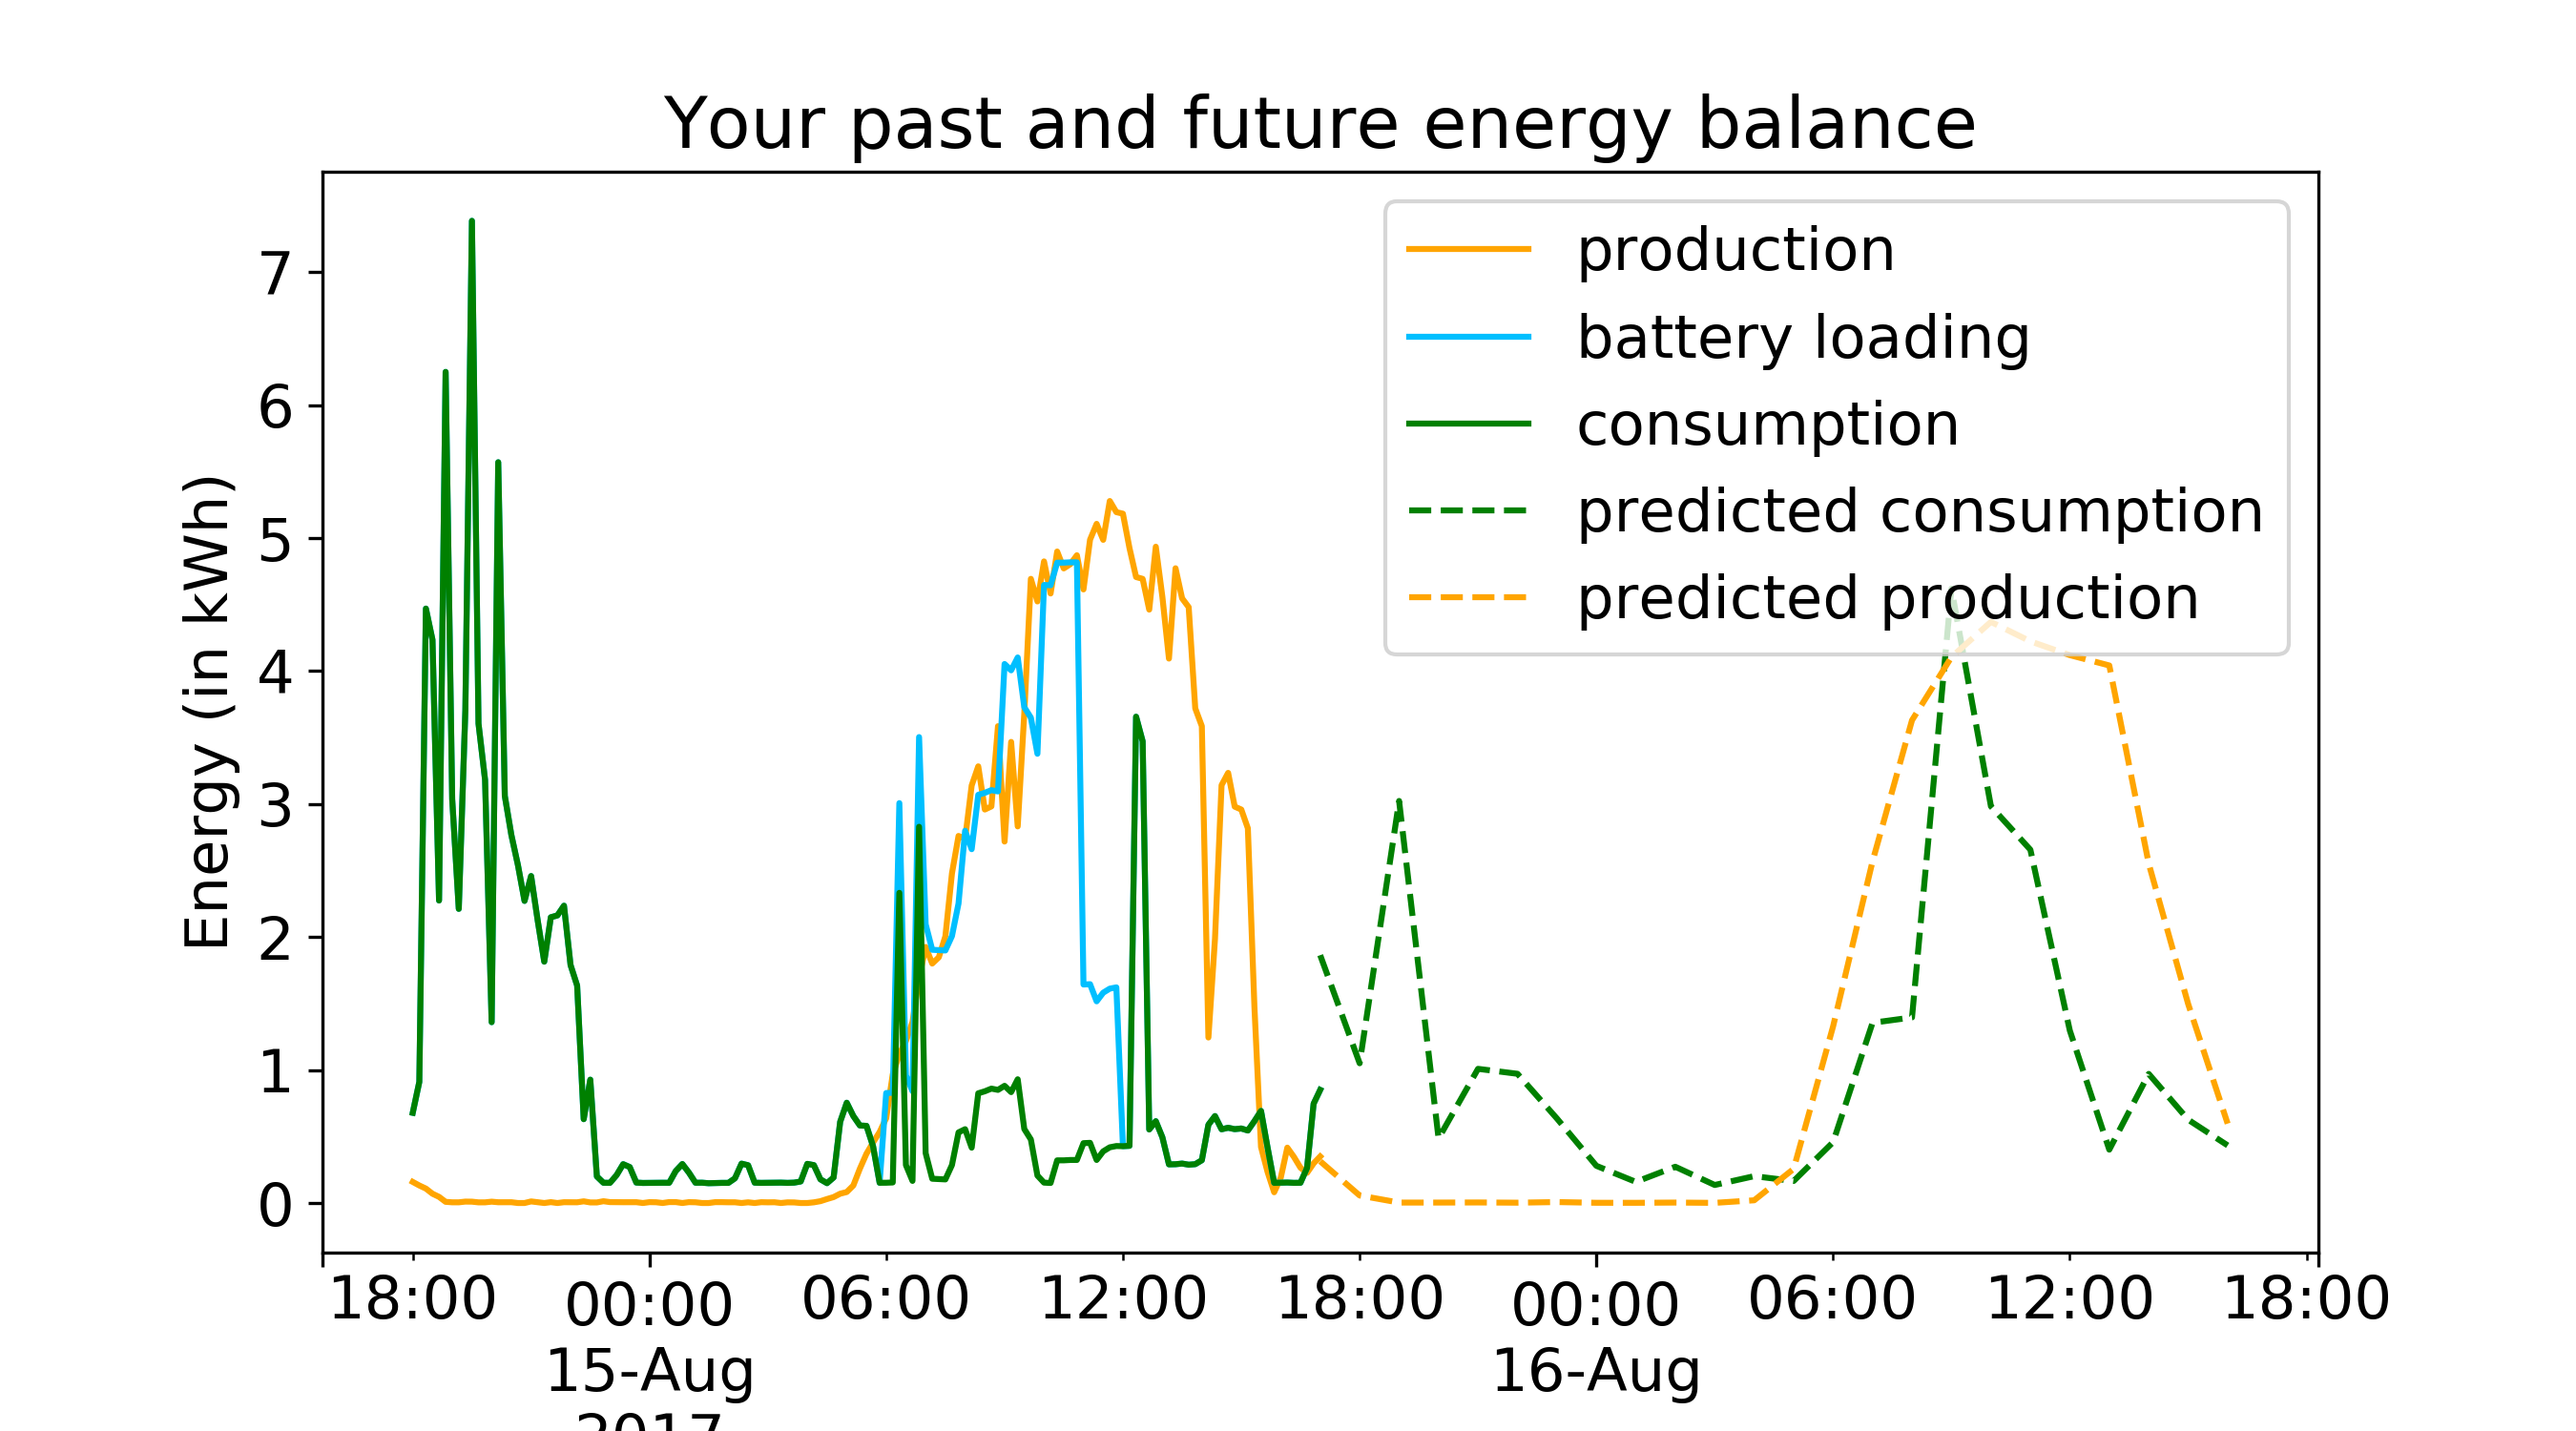 Your past and future energy balance
production
battery loading
consumption
predicted consumption
predicted production
Energy (in kWh)
7
6
5
4
3
2
1
0
18:00 00:00 06:00 12:00 18:00 00:00 06:00 12:00 18:00
15-Aug 16-Aug
2017